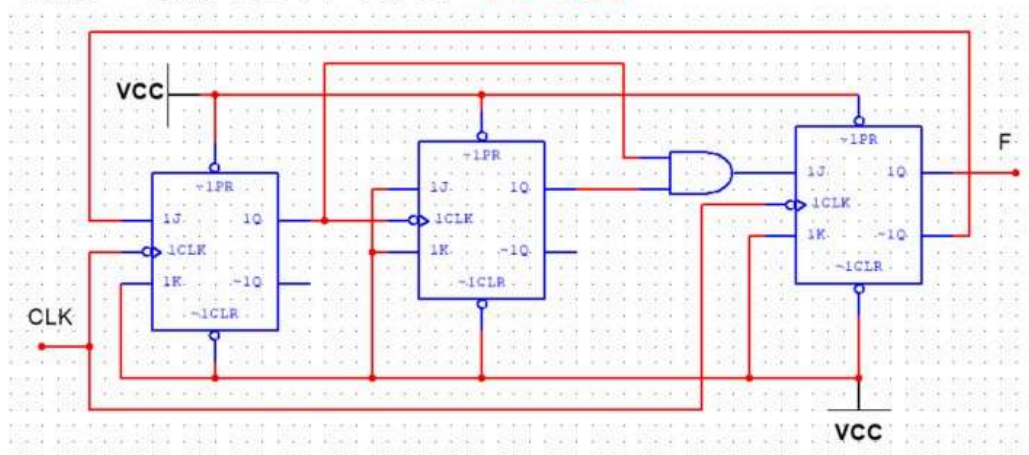 VCC
F
~1PR
1J
1Q
1CLK
1K
~1Q
~1CLR
~1PR
1J
1Q
1CLK
1K
~1Q
~1CLR
~1PR
1J
1Q
1CLK
1K
~1Q
~1CLR
CLK
VCC